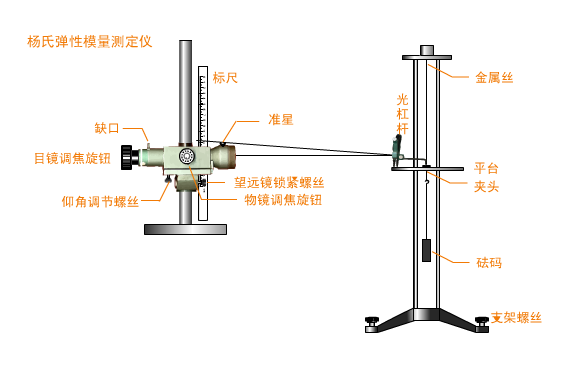 杨氏弹性模量测定仪
标尺
金属丝
光
杠
杆
准星
缺口
目镜调焦旋钮
平台
望远镜锁紧螺丝
夹头
仰角调节螺丝
物镜调焦旋钮
砝码
支架螺丝